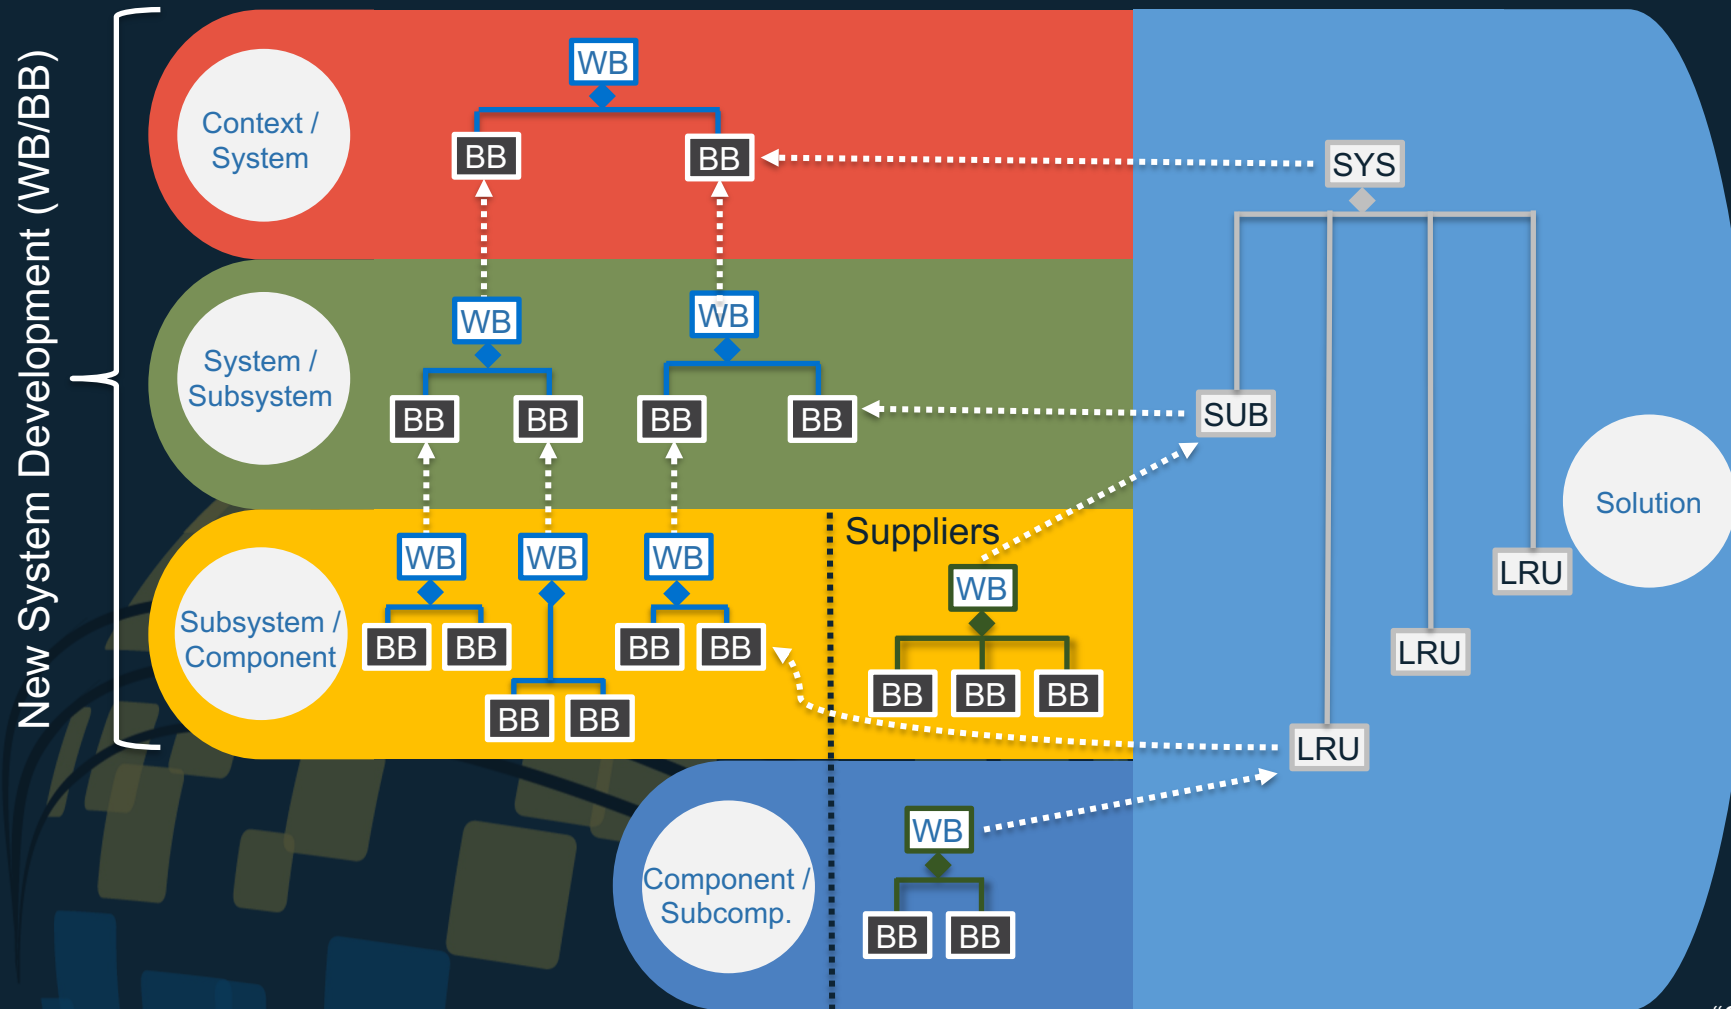 New System Development (WB/BB)
Context /
System
WB
BB
BB
SYS
System /
Subsystem
WB
WB
BB
BB
BB
BB
SUB
Solution
Suppliers
Subsystem /
Component
WB
WB
WB
WB
LRU
BB
BB
BB
BB
LRU
BB
BB
BB
BB
BB
LRU
Component /
Subcomp.
WB
BB
BB